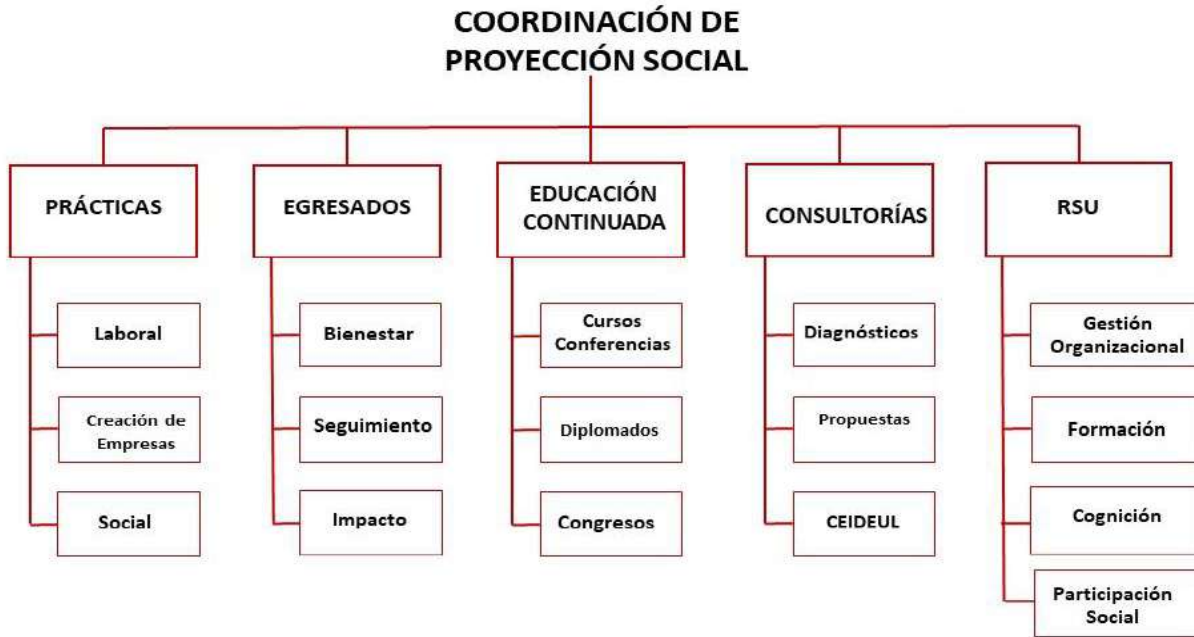 COORDINACIÓN DE
PROYECCIÓN SOCIAL
PRÁCTICAS
Laboral
Creación de
Empresas
Social
EGRESADOS
Bienestar
Seguimiento
Impacto
EDUCACIÓN
CONTINUADA
Cursos
Conferencias
Diplomados
Congresos
CONSULTORÍAS
Diagnósticos
Propuestas
CEIDEUL
RSU
Gestión
Organizacional
Formación
Cognición
Participación
Social